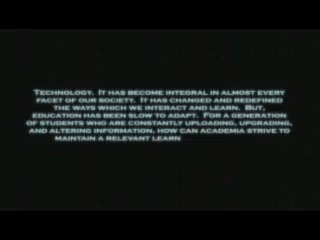 Technology. It has become integral in almost every
facet of our society. It has changed and redefined
the ways which we interact and learn. But,
education has been slow to adapt. For a generation
of students who are constantly uploading, upgrading,
and altering information, how can academia strive to
maintain a relevant learn